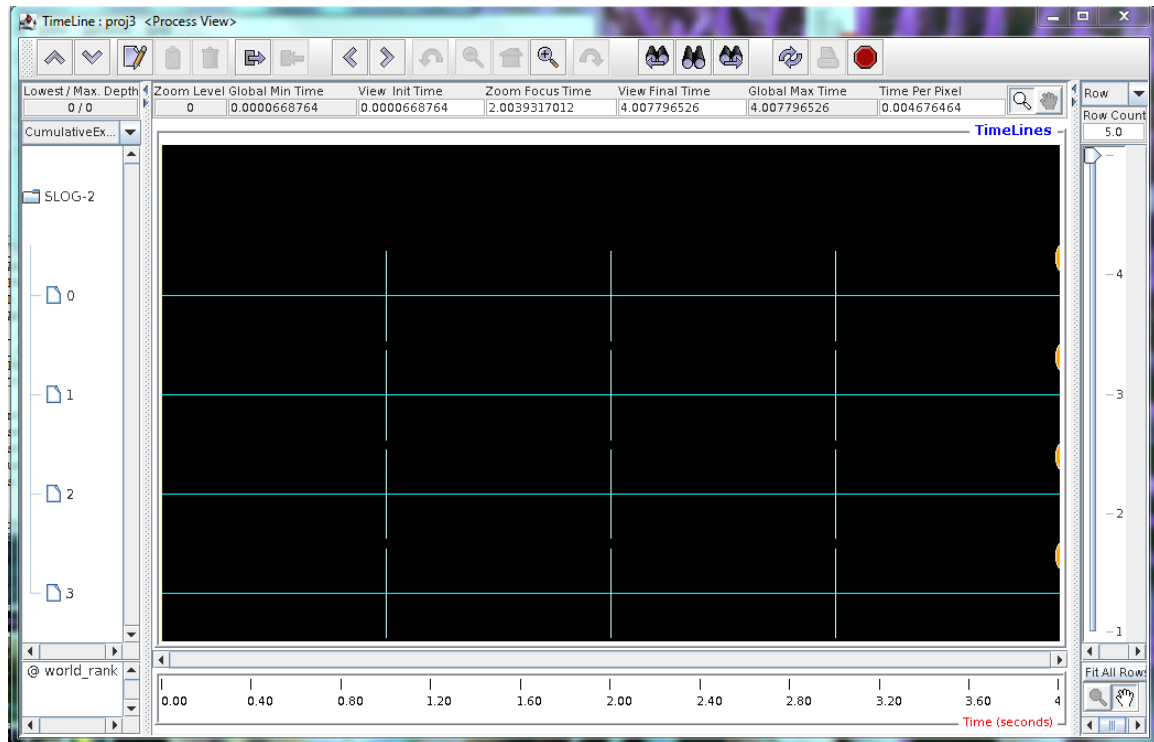 TimeLine : proj3 <Process View>
Lowest / Max. Depth
0 / 0
Zoom Level Global Min Time View Init Time Zoom Focus Time View Final Time Global Max Time Time Per Pixel
0 0.0000668764 0.0000668764 2.0039317012 4.007796526 4.007796526 0.004676464
Row
Row Count
5.0
CumulativeEx...
TimeLines
SLOG-2
0
1
2
3
4
3
2
1
@ world_rank
Fit All Rows
0.00 0.40 0.80 1.20 1.60 2.00 2.40 2.80 3.20 3.60 4
Time (seconds)